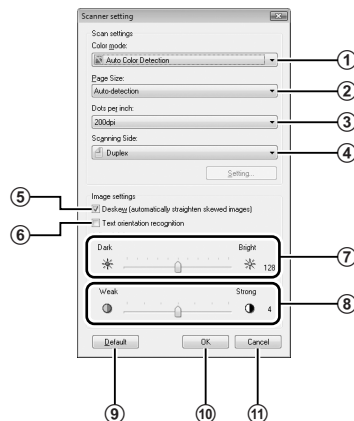 Scanner setting
Scan settings
Color mode:
Auto Color Detection
1
Page Size:
Auto-detection
2
Dots per inch:
200dpi
3
Scanning Side:
Duplex
4
Setting...
Image settings
5
Deskew (automatically straighten skewed images)
6
Text orientation recognition
Dark Bright
128
7
Weak Strong
4
8
Default OK Cancel
9 10 11